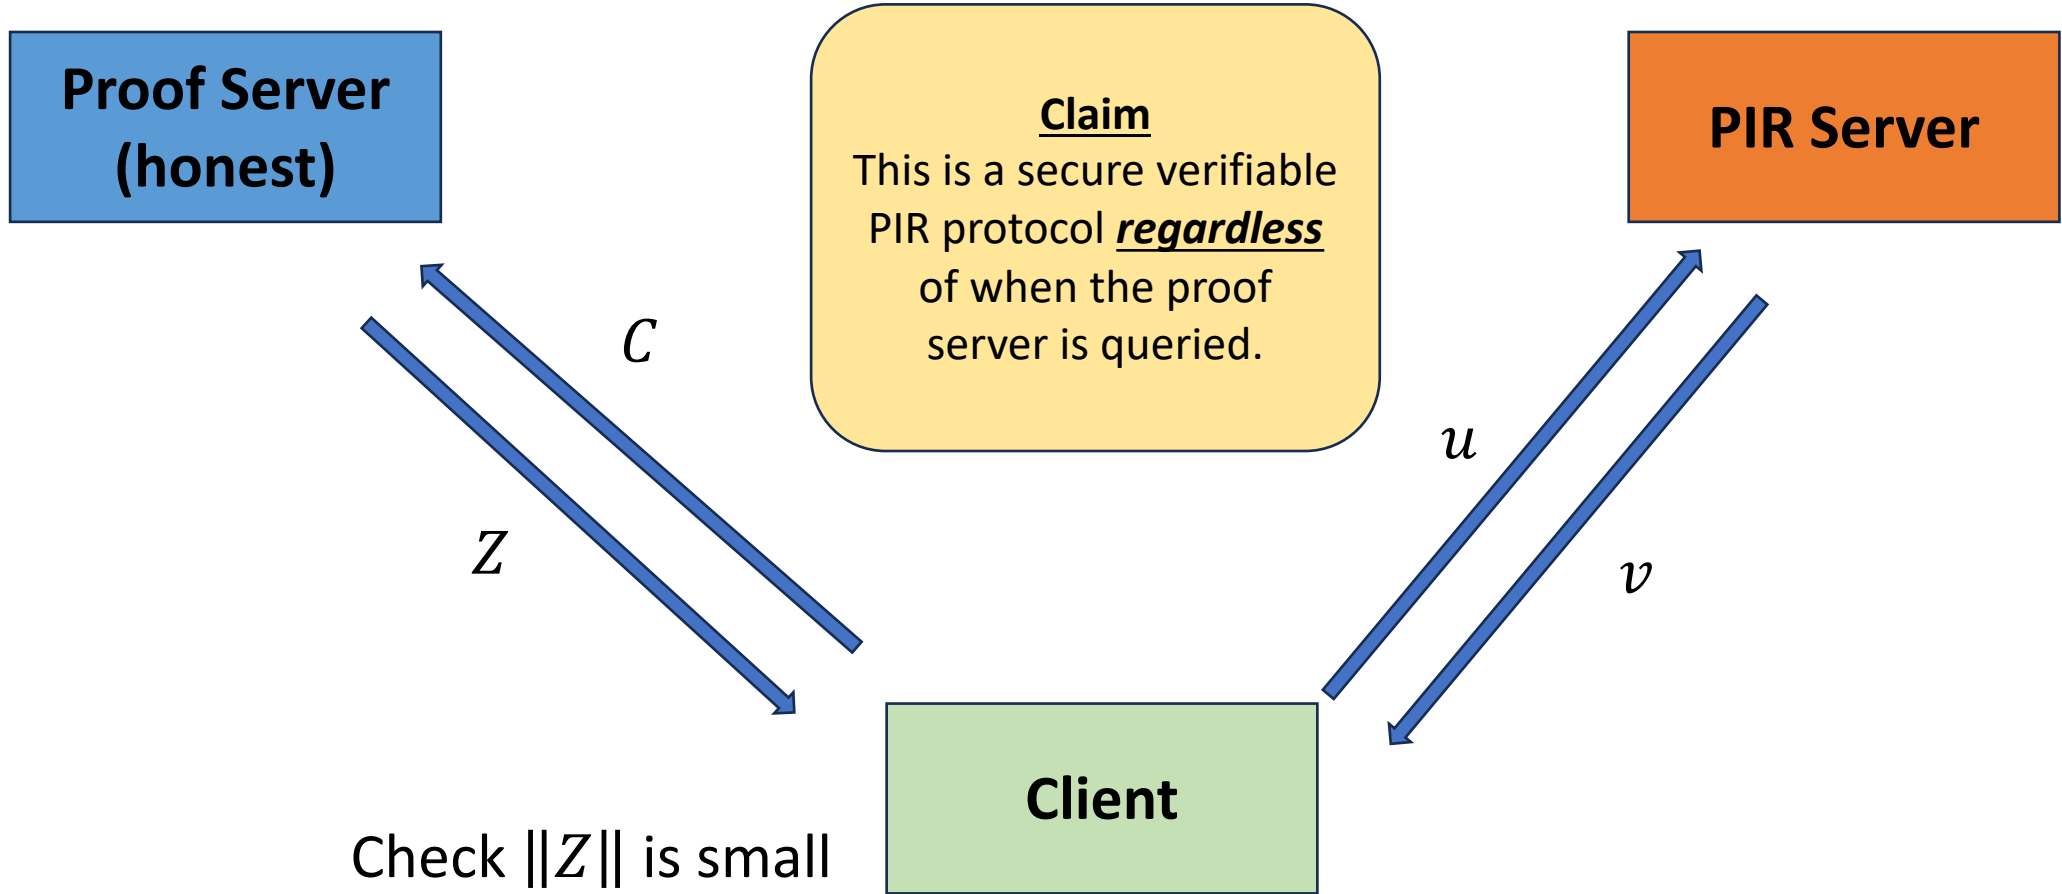 Proof Server
(honest)
Claim
This is a secure verifiable
PIR protocol regardless
of when the proof
server is queried.
PIR Server
C
Z
u
v
Client
Check ||Z|| is small